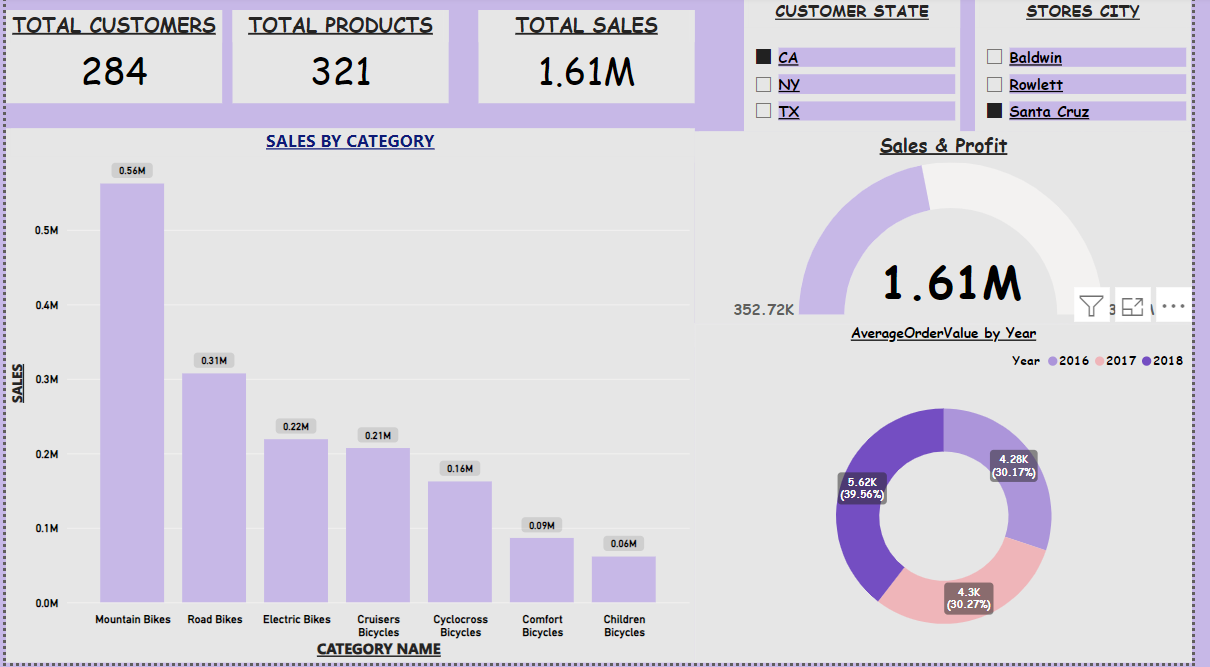 TOTAL CUSTOMERS
284
TOTAL PRODUCTS
321
TOTAL SALES
1.61M
CUSTOMER STATE
CA
NY
TX
STORES CITY
Baldwin
Rowlett
Santa Cruz
SALES BY CATEGORY
SALES
0.5M
0.4M
0.3M
0.2M
0.1M
0.0M
0.56M
0.31M
0.22M
0.21M
0.16M
0.09M
0.06M
Mountain Bikes
Road Bikes
Electric Bikes
Cruisers
Bicycles
Cyclocross
Bicycles
Comfort
Bicycles
Children
Bicycles
CATEGORY NAME
Sales & Profit
1.61M
352.72K
AverageOrderValue by Year
Year 2016 2017 2018
4.28K
(30.17%)
5.62K
(39.56%)
4.3K
(30.27%)